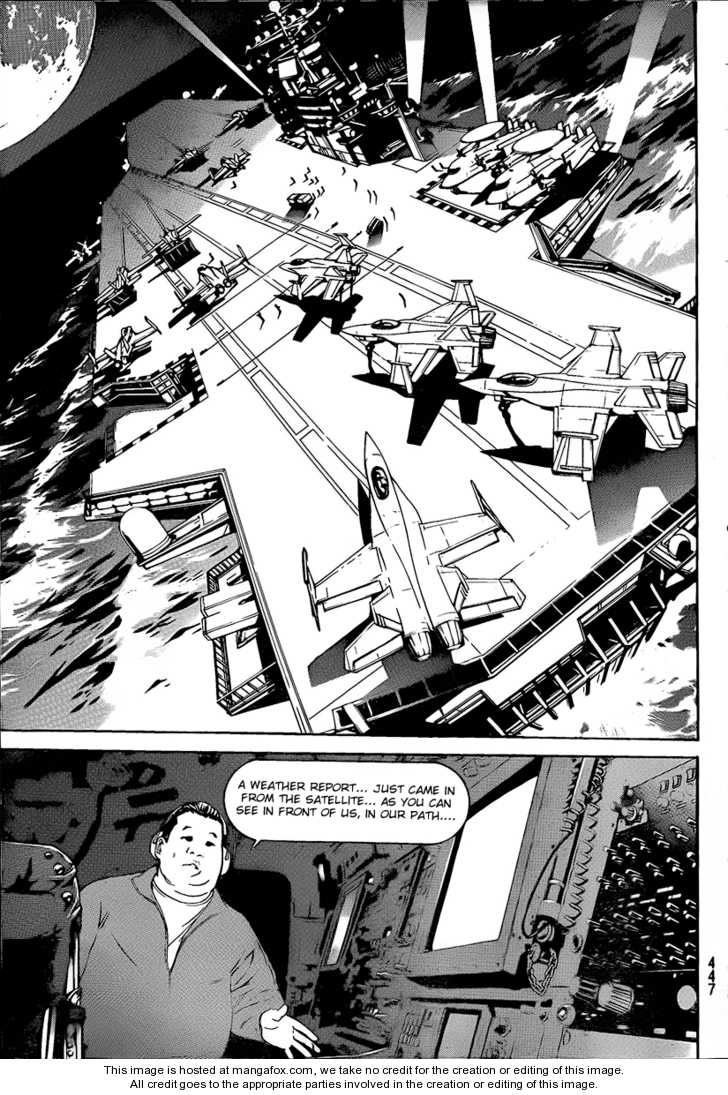 A WEATHER REPORT... JUST CAME IN
FROM THE SATELLITE... AS YOU CAN
SEE IN FRONT OF US, IN OUR PATH....
447
This image is hosted at mangafox.com, we take no credit for the creation or editing of this image.
All credit goes to the appropriate parties involved in the creation or editing of this image.